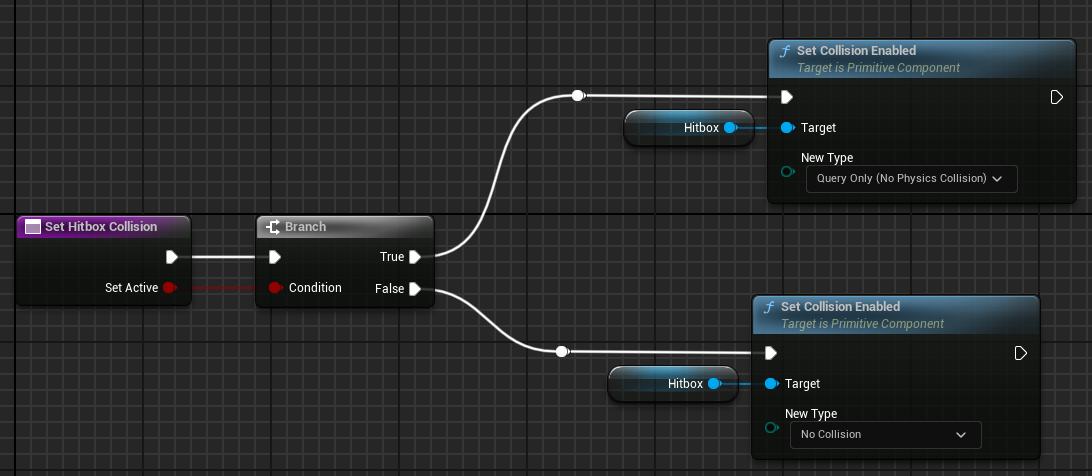 Set Collision Enabled
Target is Primitive Component
Hitbox
Target
New Type
Query Only (No Physics Collision)
Set Hitbox Collision
Set Active
Branch
True
Condition
False
Set Collision Enabled
Target is Primitive Component
Hitbox
Target
New Type
No Collision